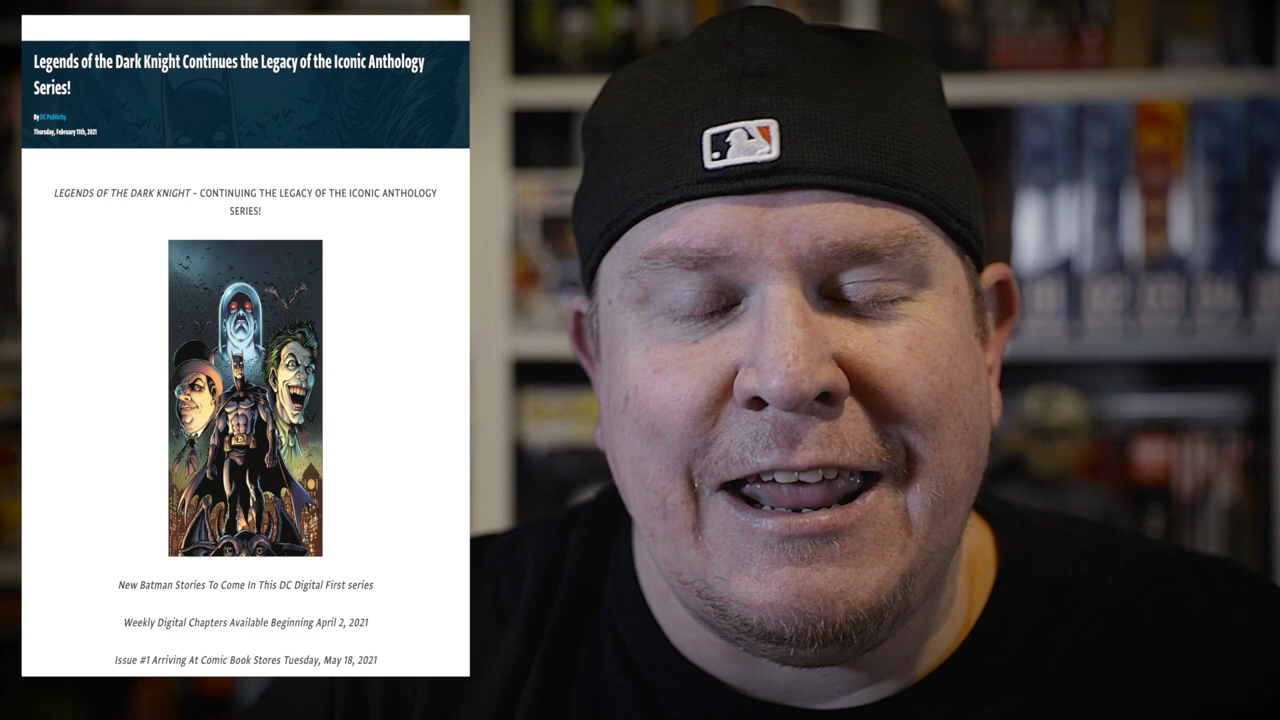 Legends of the Dark Knight Continues the Legacy of the Iconic Anthology
Series!
By DC Publicity
Thursday, February 11th, 2021
LEGENDS OF THE DARK KNIGHT – CONTINUING THE LEGACY OF THE ICONIC ANTHOLOGY
SERIES!
New Batman Stories To Come In This DC Digital First series
Weekly Digital Chapters Available Beginning April 2, 2021
Issue #1 Arriving At Comic Book Stores Tuesday, May 18, 2021